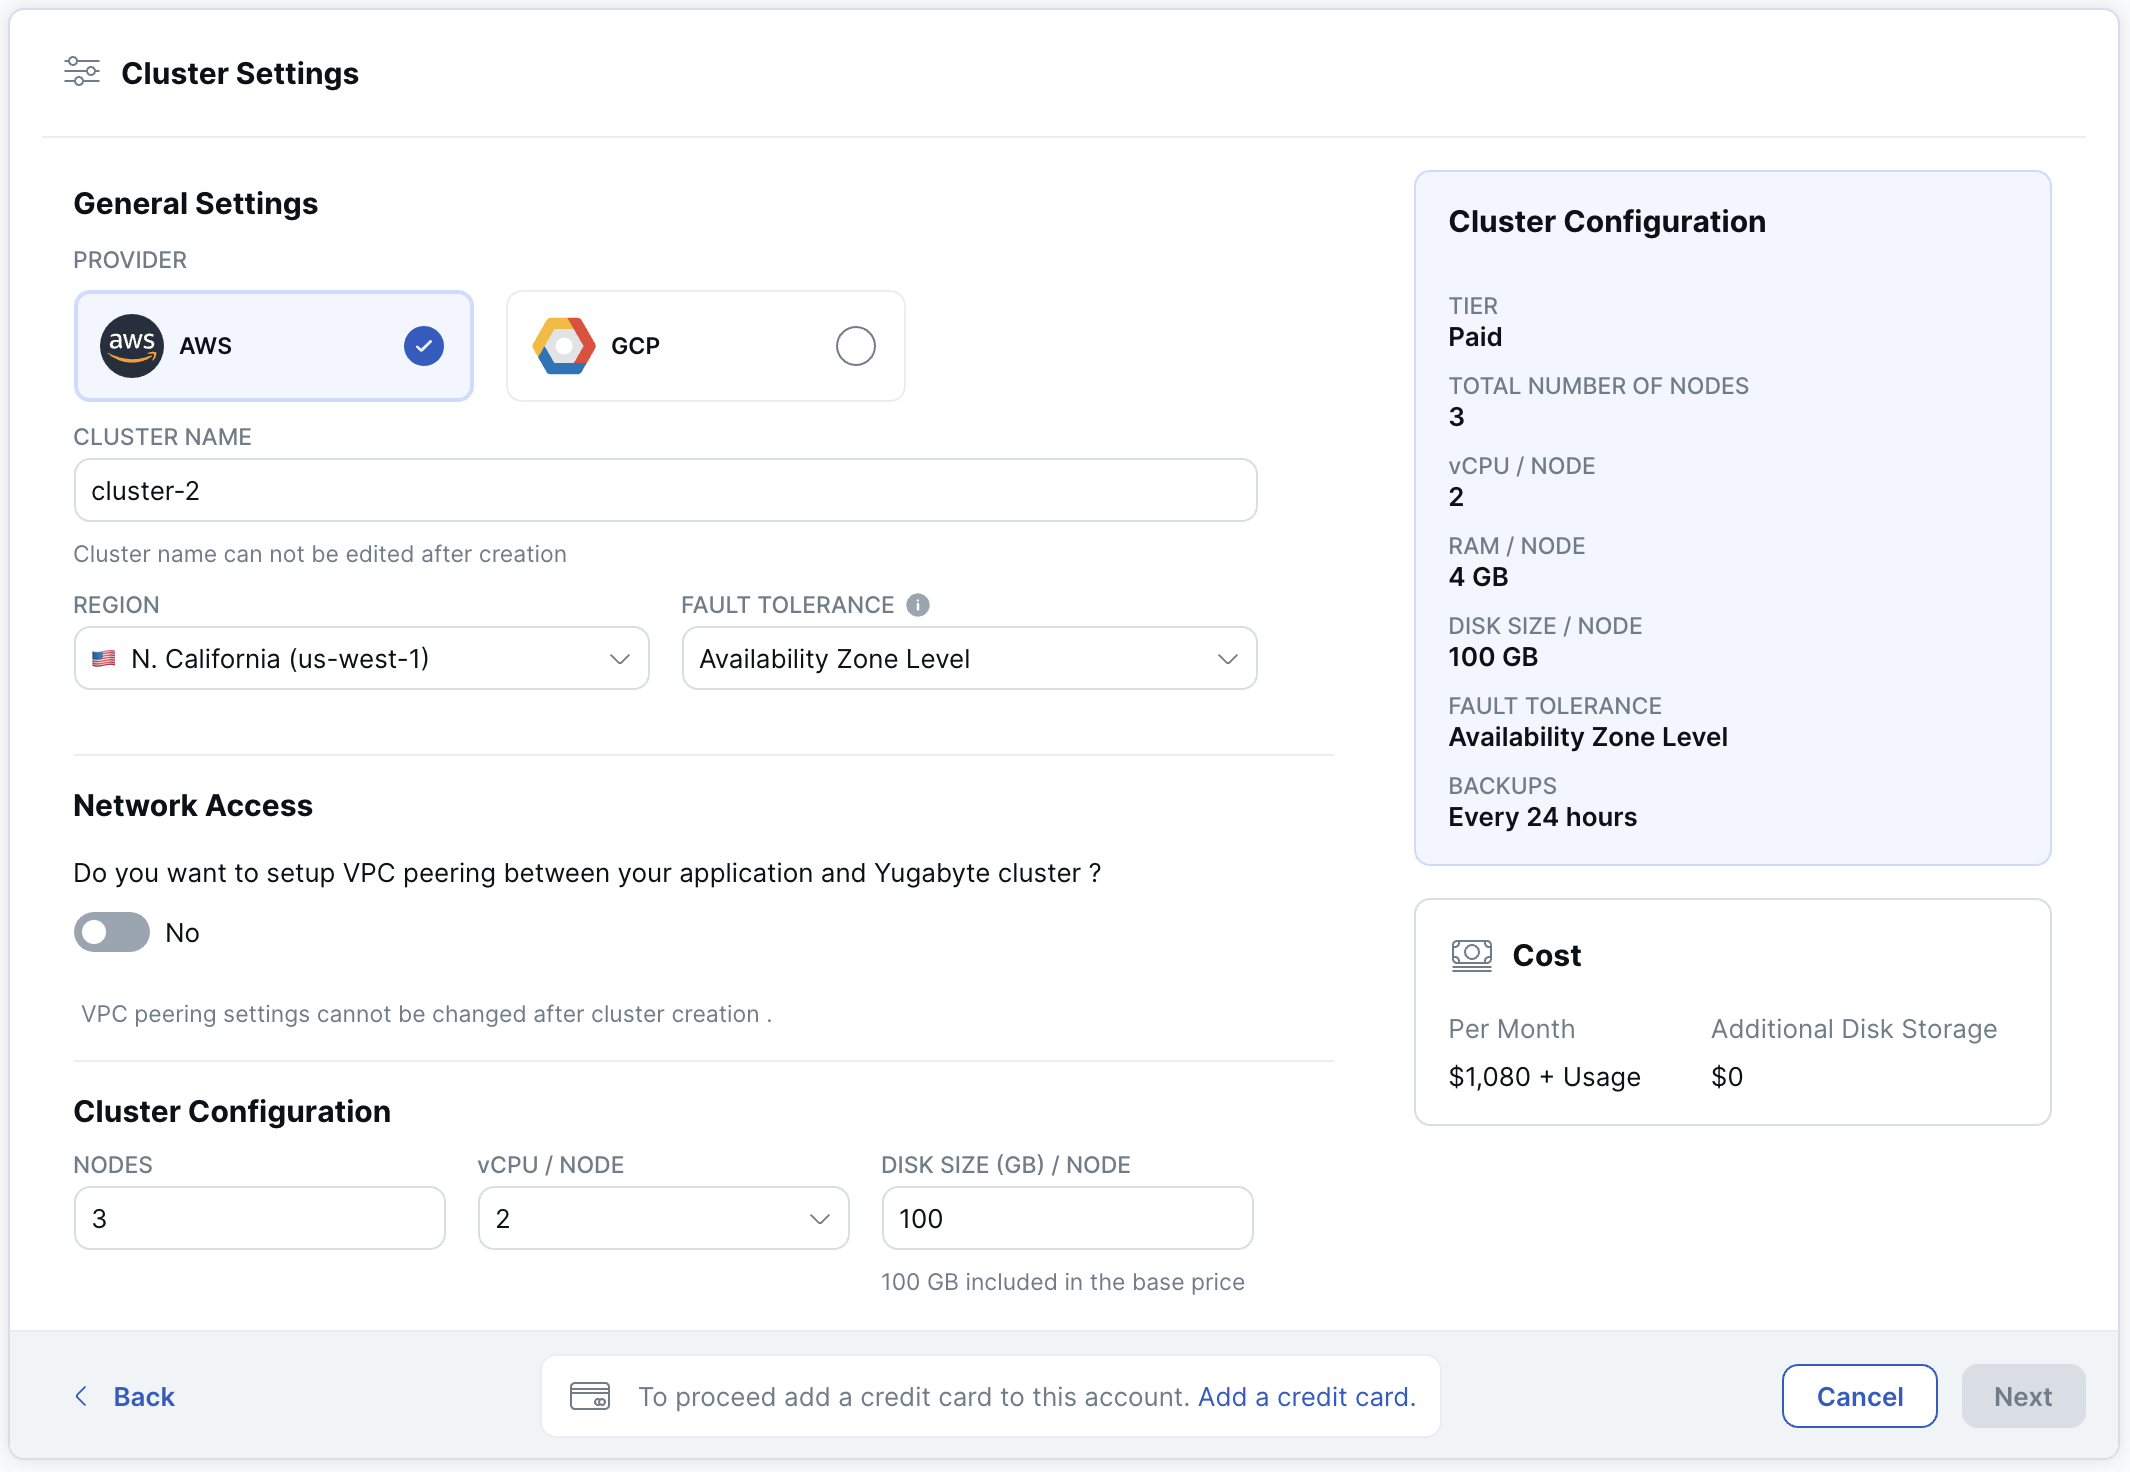 Cluster Settings
General Settings
PROVIDER
aws AWS
GCP
CLUSTER NAME
cluster-2
Cluster name can not be edited after creation
REGION
FAULT TOLERANCE
N. California (us-west-1)
Availability Zone Level
Network Access
Do you want to setup VPC peering between your application and Yugabyte cluster ?
No
VPC peering settings cannot be changed after cluster creation .
Cluster Configuration
NODES
vCPU / NODE
DISK SIZE (GB) / NODE
3
2
100
100 GB included in the base price
Cluster Configuration
TIER
Paid
TOTAL NUMBER OF NODES
3
vCPU / NODE
2
RAM / NODE
4 GB
DISK SIZE / NODE
100 GB
FAULT TOLERANCE
Availability Zone Level
BACKUPS
Every 24 hours
Cost
Per Month
Additional Disk Storage
$1,080 + Usage
$0
Back
To proceed add a credit card to this account. Add a credit card.
Cancel
Next